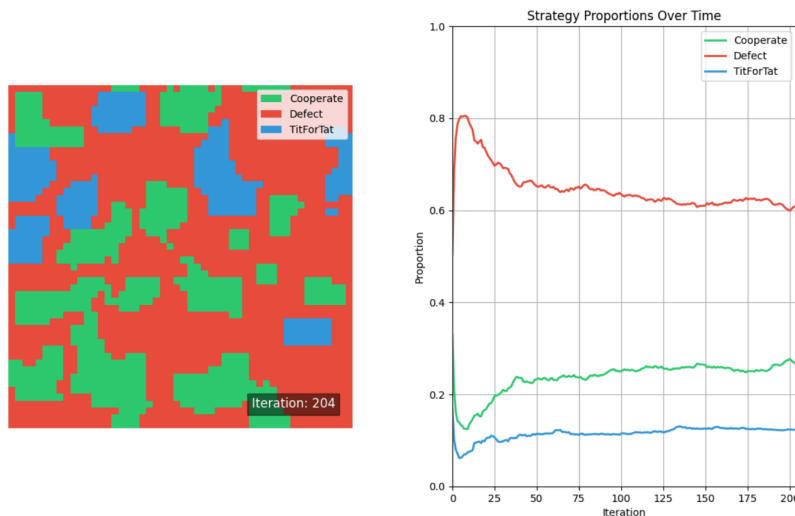 Cooperate
Defect
TitForTat
Iteration: 204
Strategy Proportions Over Time
Cooperate
Defect
TitForTat
1.0
0.8
0.6
0.4
0.2
0.0
Proportion
0 25 50 75 100 125 150 175 200
Iteration